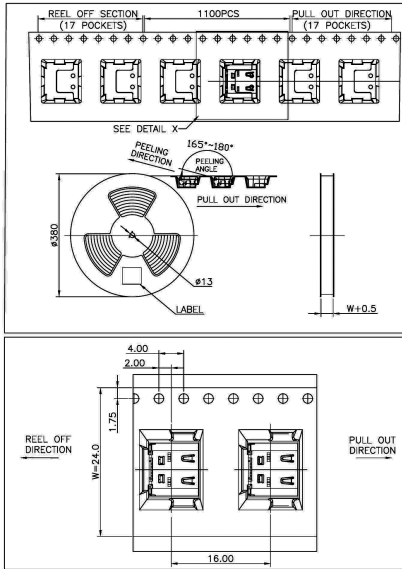 REEL OFF SECTION
(17 POCKETS)
1100PCS
PULL OUT DIRECTION
(17 POCKETS)
SEE DETAIL X
PEELING
DIRECTION
165°~180°
PEELING
ANGLE
PULL OUT DIRECTION
ø380
ø13
LABEL
W+0.5
4.00
2.00
1.75
REEL OFF
DIRECTION
PULL OUT
DIRECTION
W=24.0
16.00